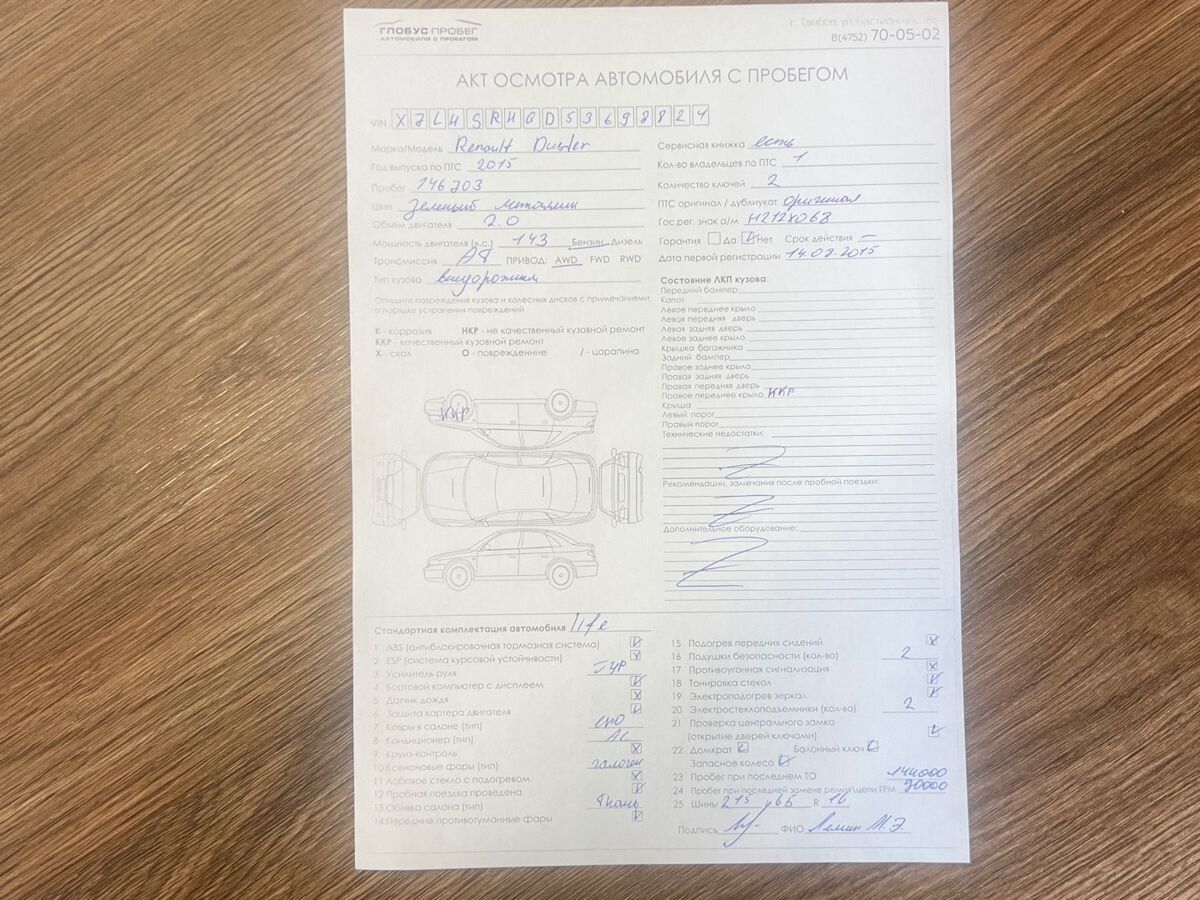 ГЛОБУС ПРОБЕГ
АВТОМОБИЛИ С ПРОБЕГОМ
г. Тамбов, ул. Бастионная,
8(4752) 70-05-02
АКТ ОСМОТРА АВТОМОБИЛЯ С ПРОБЕГОМ
VIN X7LHSRHGD53698824
Марка/Модель Renault Duster
Год выпуска по ПТС 2015
Пробег 146703
Цвет Зеленый металлик
Объем двигателя 2.0
Мощность двигателя (л.с.) 143 Бензин Дизель
Трансмиссия ПРИВОД: AWD FWD RWD
Тип кузова внедорожник
Опишите повреждения кузова и колесных дисков с примечаниями
о порядке устранения повреждений
К - коррозия НКР - не качественный кузовной ремонт
ККР - качественный кузовной ремонт
Х - скол О - повреждение / - царапина
ККР
Сервисная книжка есть
Кол-во владельцев по ПТС 1
Количество ключей 2
ПТС оригинал / дубликат оригинал
Гос.рег. знак а/м Н212ХО68
Гарантия Да Нет Срок действия —
Дата первой регистрации 14.08.2015
Состояние ЛКП кузова:
Передний бампер
Капот
Левое переднее крыло
Левая передняя дверь
Левая задняя дверь
Левое заднее крыло
Крышка багажника
Задний бампер
Правое заднее крыло
Правая задняя дверь
Правая передняя дверь
Правое переднее крыло ККР
Крыша
Левый порог
Правый порог
Технические недостатки:
Рекомендации, замечания после пробной поездки:
Дополнительное оборудование:
Стандартная комплектация автомобиля life
1 ABS (антиблокировочная тормозная система)
2 ESP (система курсовой устойчивости)
3 Усилитель руля ГУР
4 Бортовой компьютер с дисплеем
5 Датчик дождя
6 Защита картера двигателя
7 Ковры в салоне (тип)
8 Кондиционер (тип) AC
9 Круиз-контроль
10 Ксеноновые фары (тип) галоген
11 Лобовое стекло с подогревом
12 Пробная поездка проведена
13 Обивка салона (тип) Ткань
14 Передние противотуманные фары
15 Подогрев передних сидений
16 Подушки безопасности (кол-во) 2
17 Противоугонная сигнализация
18 Тонировка стекол
19 Электроподогрев зеркал
20 Электростеклоподъемники (кол-во) 2
21 Проверка центрального замка
(открытие дверей ключами)
22 Домкрат Балонный ключ
Запасное колесо
23 Пробег при последнем ТО 144000
24 Пробег при последней замене ремня/цепи ГРМ 90000
25 Шины 215 / 65 R 16
Подпись ФИО М.Э.